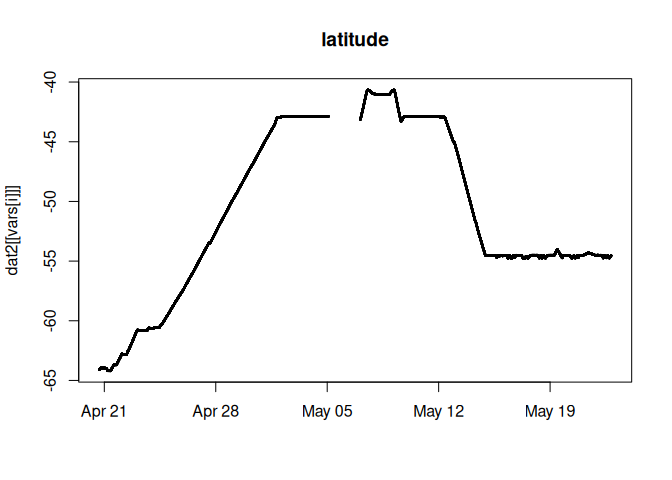 latitude
dat2[[vars[i]]]
-40
-45
-50
-55
-60
-65
Apr 21
Apr 28
May 05
May 12
May 19